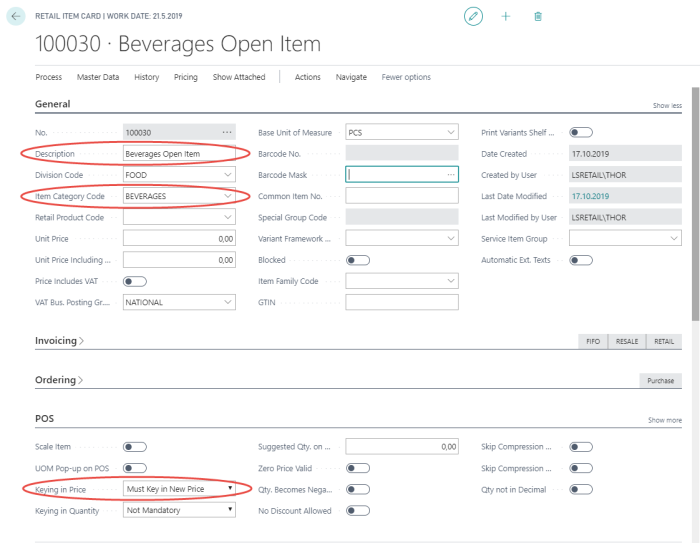 RETAIL ITEM CARD | WORK DATE: 21.5.2019
100030 · Beverages Open Item
Process Master Data History Pricing Show Attached Actions Navigate Fewer options
General Show less
No. 100030 ... Base Unit of Measure PCS Print Variants Shelf ...
Description Beverages Open Item Barcode No. Date Created 17.10.2019
Division Code FOOD Barcode Mask ... Created by User LSRETAIL\THOR
Item Category Code BEVERAGES Common Item No. Last Date Modified 17.10.2019
Retail Product Code Special Group Code Last Modified by User LSRETAIL\THOR
Unit Price 0,00 Variant Framework ... Service Item Group
Unit Price Including ... 0,00 Blocked Automatic Ext. Texts
Price Includes VAT Item Family Code
VAT Bus. Posting Gr.... NATIONAL GTIN
Invoicing FIFO RESALE RETAIL
Ordering Purchase
POS Show more
Scale Item Suggested Qty. on ... 0,00 Skip Compression ...
UOM Pop-up on POS Zero Price Valid Skip Compression ...
Keying in Price Must Key in New Price Qty. Becomes Nega... Qty not in Decimal
Keying in Quantity Not Mandatory No Discount Allowed